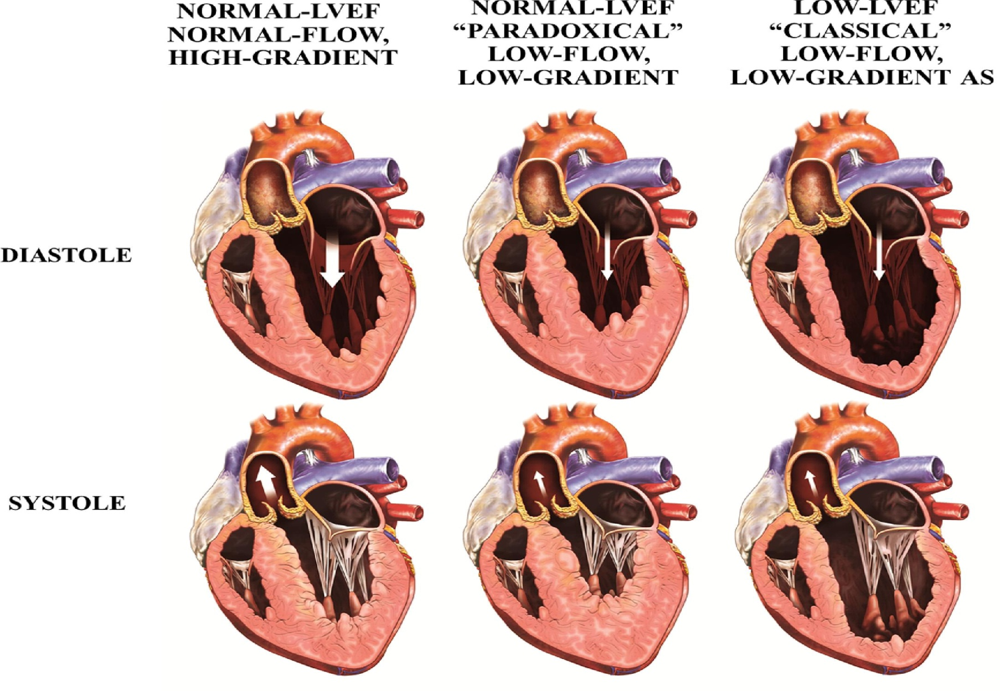 NORMAL-LVEF
NORMAL-FLOW,
HIGH-GRADIENT
NORMAL-LVEF
“PARADOXICAL”
LOW-FLOW,
LOW-GRADIENT
LOW-LVEF
“CLASSICAL”
LOW-FLOW,
LOW-GRADIENT AS
DIASTOLE
SYSTOLE